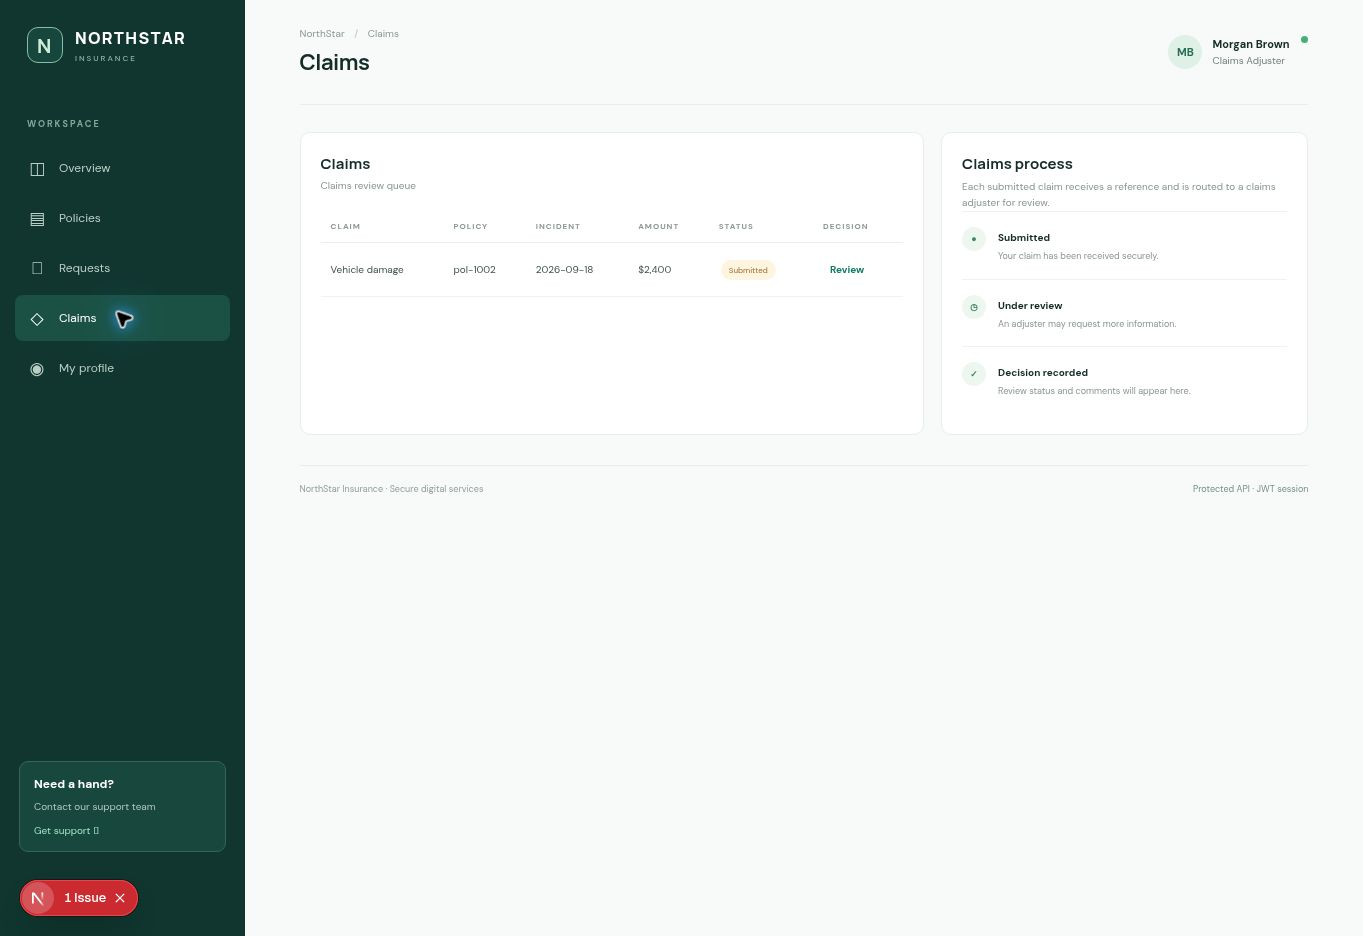 N
NORTHSTAR
INSURANCE
WORKSPACE
Overview
Policies
Requests
Claims
My profile
Need a hand?
Contact our support team
Get support
N
1 Issue
NorthStar / Claims
Claims
MB
Morgan Brown
Claims Adjuster
Claims
Claims review queue
CLAIM POLICY INCIDENT AMOUNT STATUS DECISION
Vehicle damage pol-1002 2026-09-18 $2,400 Submitted Review
Claims process
Each submitted claim receives a reference and is routed to a claims
adjuster for review.
Submitted
Your claim has been received securely.
Under review
An adjuster may request more information.
Decision recorded
Review status and comments will appear here.
NorthStar Insurance · Secure digital services
Protected API · JWT session